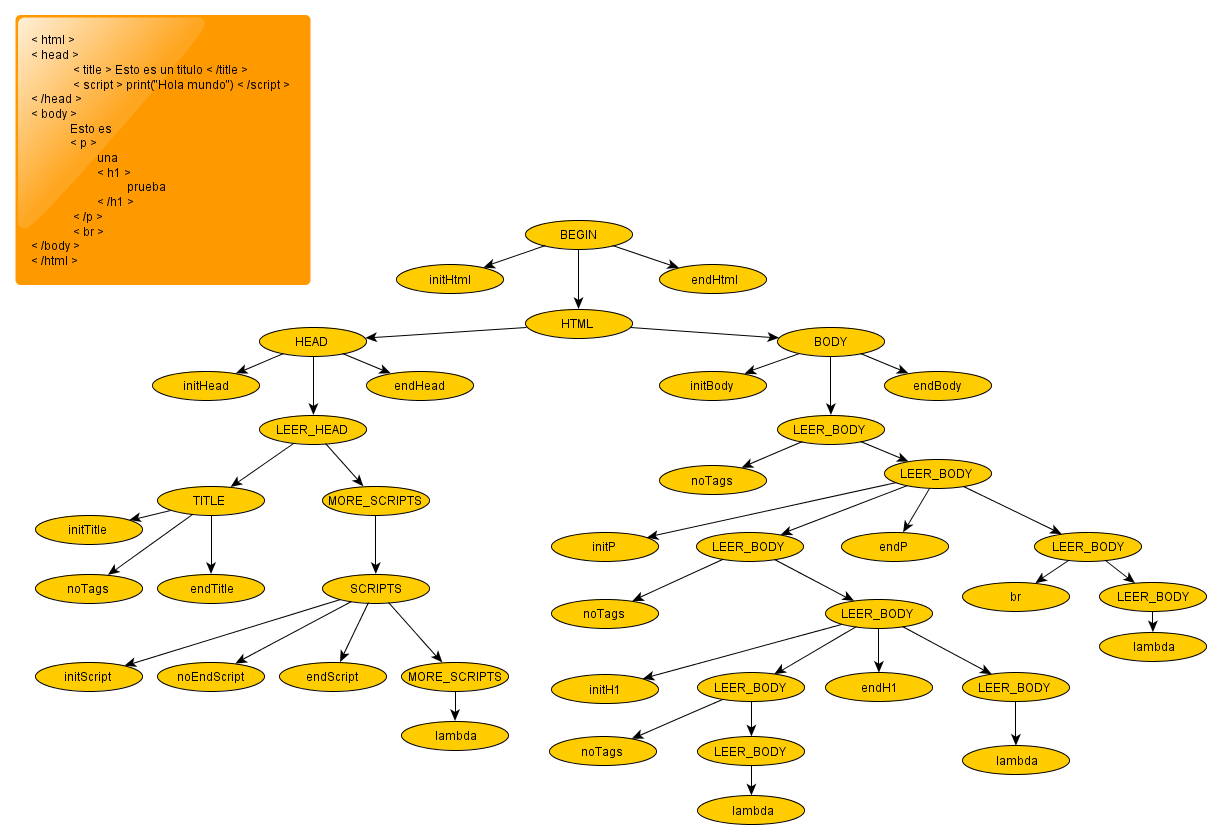 < html >
< head >
< title > Esto es un titulo < /title >
< script > print("Hola mundo") < /script >
< /head >
< body >
Esto es
< p >
una
< h1 >
prueba
< /h1 >
< /p >
< br >
< /body >
< /html >
BEGIN
initHtml
endHtml
HTML
HEAD
BODY
initHead
endHead
initBody
endBody
LEER_HEAD
LEER_BODY
noTags
LEER_BODY
TITLE
MORE_SCRIPTS
initTitle
initP
LEER_BODY
endP
LEER_BODY
noTags
endTitle
SCRIPTS
br
LEER_BODY
noTags
LEER_BODY
lambda
initScript
noEndScript
endScript
MORE_SCRIPTS
initH1
LEER_BODY
endH1
LEER_BODY
lambda
noTags
LEER_BODY
lambda
lambda